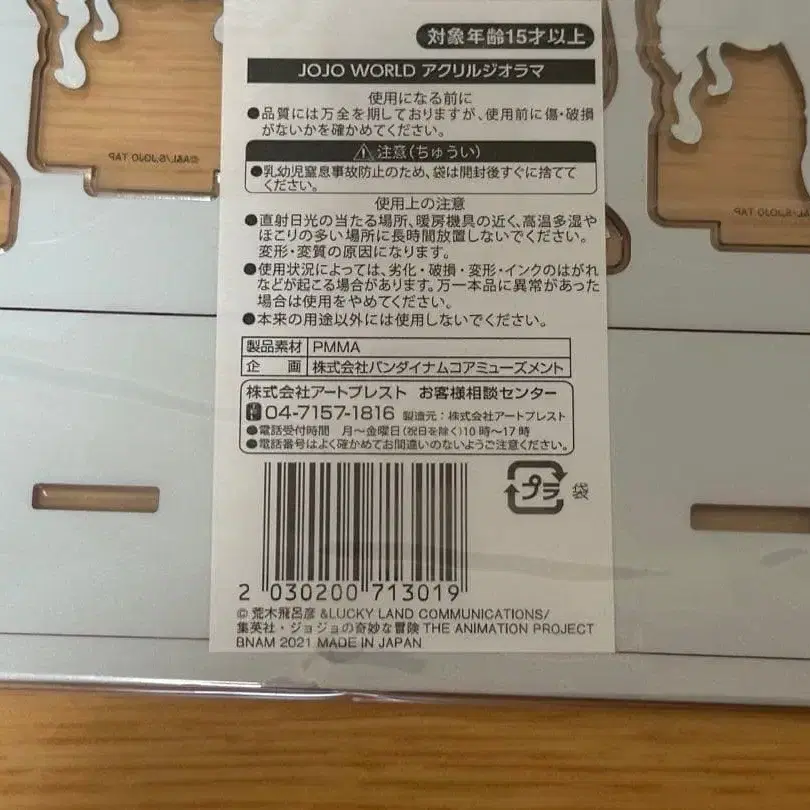 対象年齢15才以上
JOJO WORLD アクリルジオラマ
使用になる前に
●品質には万全を期しておりますが、使用前に傷・破損
がないかを確かめてください。
⚠注意(ちゅうい)
●乳幼児窒息事故防止のため、袋は開封後すぐに捨てて
ください。
使用上の注意
●直射日光の当たる場所、暖房機具の近く、高温多湿や
ほこりの多い場所に長時間放置しないでください。
変形・変質の原因になります。
●使用状況によっては、劣化・破損・変形・インクのはがれ
などが起こる場合があります。万一本品に異常があった
場合は使用をやめてください。
●本来の用途以外には使用しないでください。
製品素材 PMMA
企 画 株式会社バンダイナムコアミューズメント
株式会社アートプレスト お客様相談センター
04-7157-1816 製造元:株式会社アートプレスト
●電話受付時間 月~金曜日(祝日を除く)10時~17時
●電話番号はよく確かめてお間違いのないようご注意ください。
プラ 袋
2 030200 713019
© 荒木飛呂彦 &LUCKY LAND COMMUNICATIONS/
集英社・ジョジョの奇妙な冒険 THE ANIMATION PROJECT
BNAM 2021 MADE IN JAPAN
©A&L/S,JOJO TAP
A&L/S,JOJO TAP